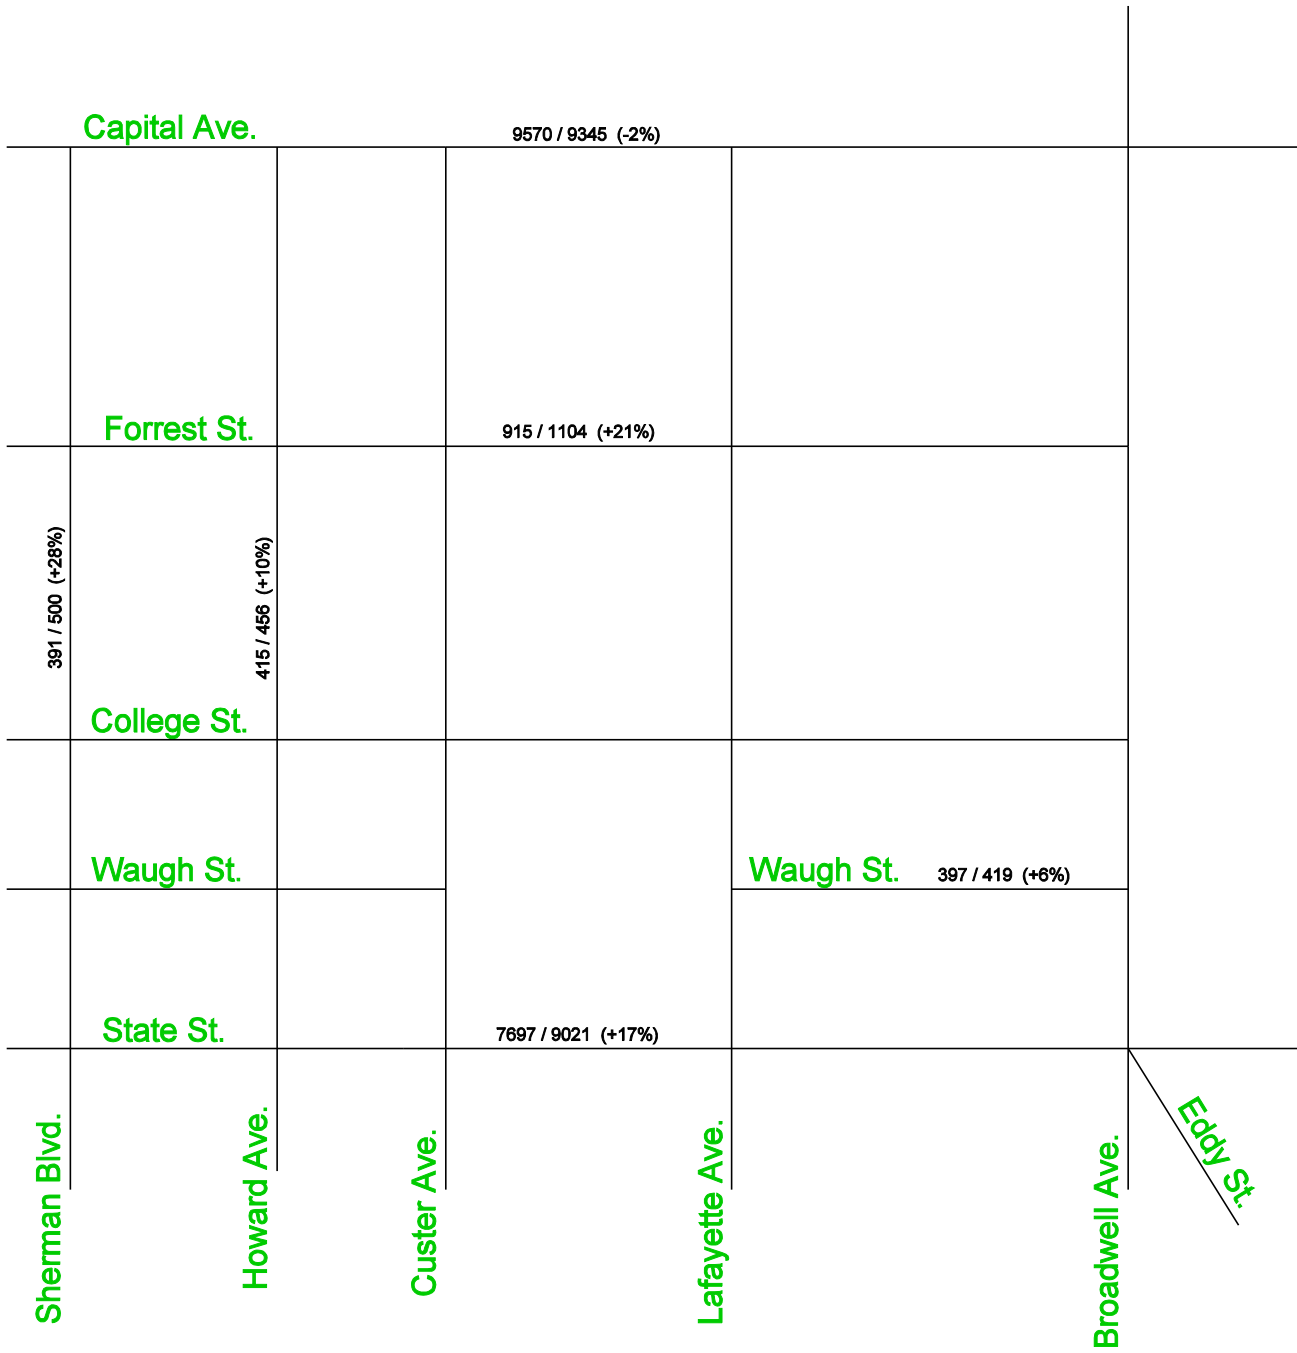 Capital Ave.
9570 / 9345 (-2%)
Forrest St.
915 / 1104 (+21%)
391 / 500 (+28%)
415 / 456 (+10%)
College St.
Waugh St.
Waugh St.
397 / 419 (+6%)
State St.
7697 / 9021 (+17%)
Sherman Blvd.
Howard Ave.
Custer Ave.
Lafayette Ave.
Broadwell Ave.
Eddy St.